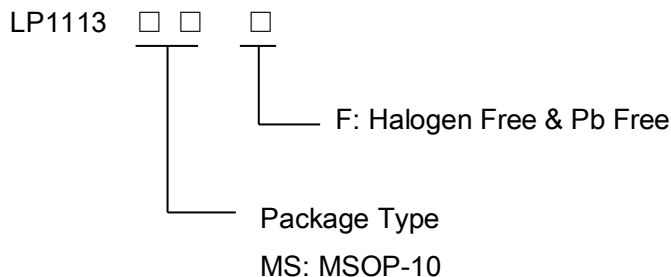 LP1113 □ □ □
F: Halogen Free & Pb Free
Package Type
MS: MSOP-10